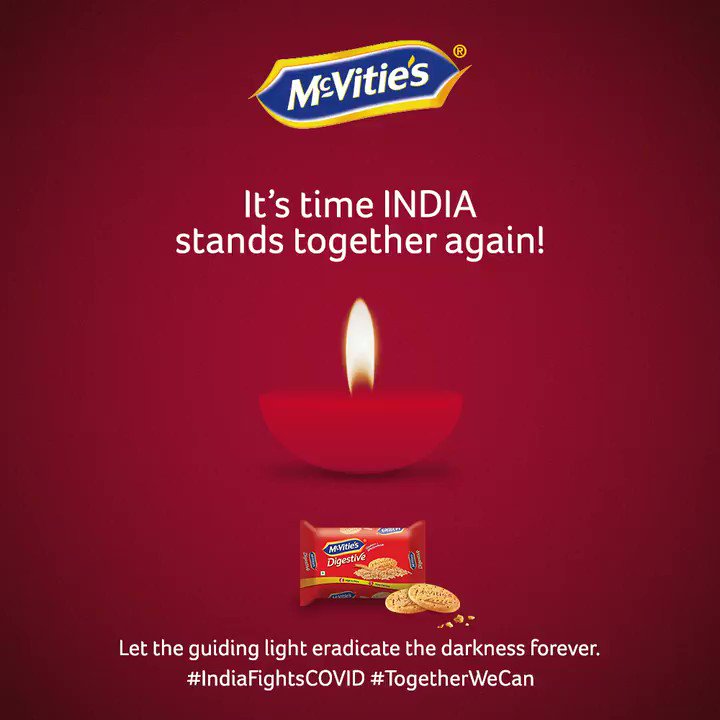 McVitie's ®
It's time INDIA
stands together again!
McVitie's
Digestive
Let the guiding light eradicate the darkness forever.
#IndiaFightsCOVID #TogetherWeCan